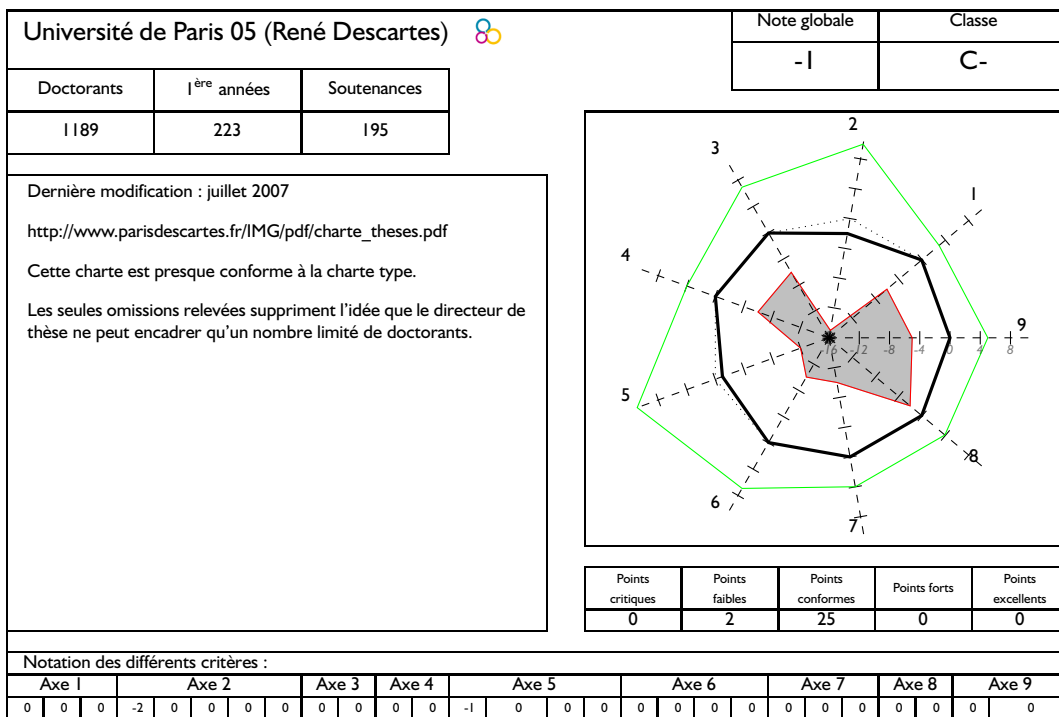 Université de Paris 05 (René Descartes)
Note globale Classe
-1 C-
Doctorants 1ère années Soutenances
1189 223 195
Dernière modification : juillet 2007
http://www.parisdescartes.fr/IMG/pdf/charte_theses.pdf
Cette charte est presque conforme à la charte type.
Les seules omissions relevées suppriment l'idée que le directeur de
thèse ne peut encadrer qu'un nombre limité de doctorants.
2
3
1
4
9
-16 -12 -8 -4 0 4 8
5
8
6
7
Points critiques Points faibles Points conformes Points forts Points excellents
0 2 25 0 0
Notation des différents critères :
Axe 1 Axe 2 Axe 3 Axe 4 Axe 5 Axe 6 Axe 7 Axe 8 Axe 9
0 0 0 -2 0 0 0 0 0 0 0 0 -1 0 0 0 0 0 0 0 0 0 0 0 0 0 0